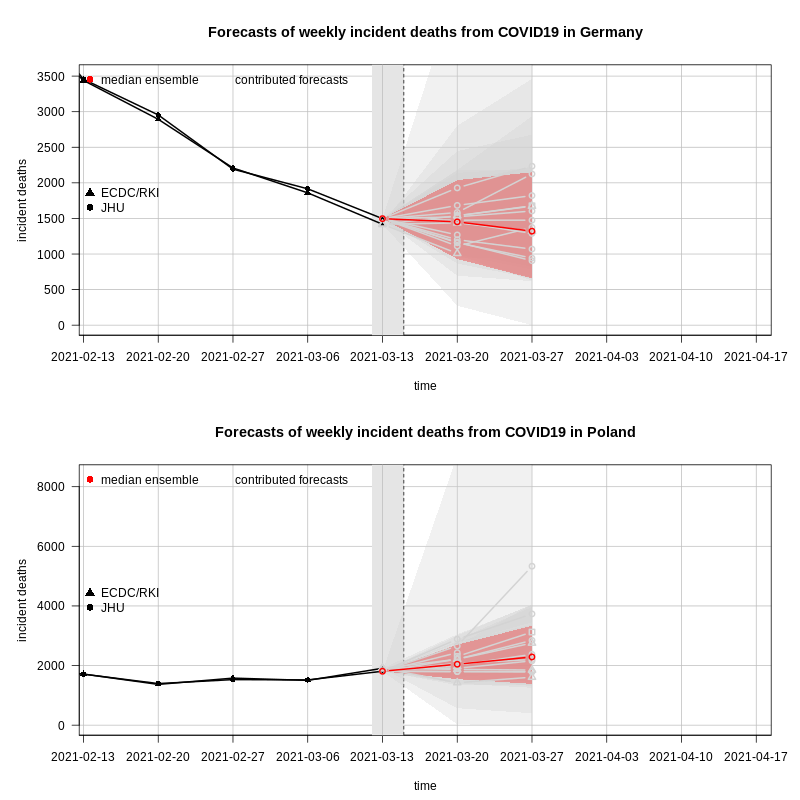 Forecasts of weekly incident deaths from COVID19 in Germany
incident deaths
3500
3000
2500
2000
1500
1000
500
0
median ensemble contributed forecasts
ECDC/RKI
JHU
2021-02-13 2021-02-20 2021-02-27 2021-03-06 2021-03-13 2021-03-20 2021-03-27 2021-04-03 2021-04-10 2021-04-17
time
Forecasts of weekly incident deaths from COVID19 in Poland
incident deaths
8000
6000
4000
2000
0
median ensemble contributed forecasts
ECDC/RKI
JHU
2021-02-13 2021-02-20 2021-02-27 2021-03-06 2021-03-13 2021-03-20 2021-03-27 2021-04-03 2021-04-10 2021-04-17
time